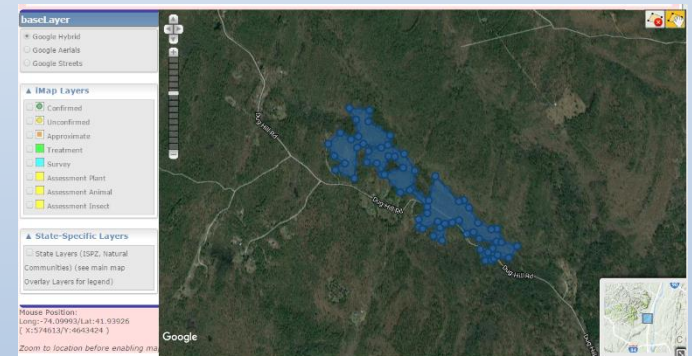 baseLayer
Google Hybrid
Google Aerials
Google Streets
▲ iMap Layers
Confirmed
Unconfirmed
Approximate
Treatment
Survey
Assessment Plant
Assessment Animal
Assessment Insect
▲ State-Specific Layers
State Layers (ISPZ, Natural
Communities) (see main map
Overlay Layers for legend)
Mouse Position:
Long:-74.09993/Lat:41.93926
( X:574613/Y:4643424 )
Zoom to location before enabling ma
Dug Hill Rd
Dug Hill Rd
Dug Hill Rd
Google